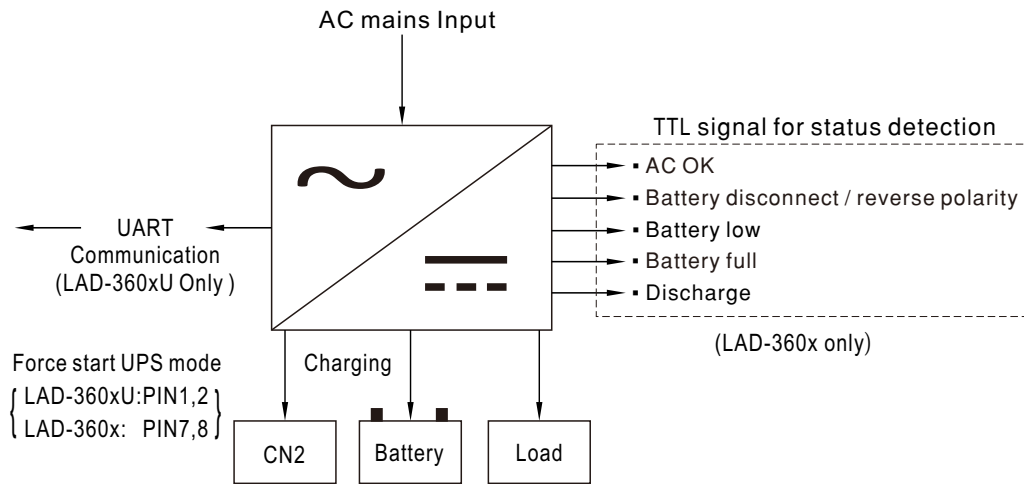 AC mains Input
TTL signal for status detection
▪ AC OK
▪ Battery disconnect / reverse polarity
▪ Battery low
▪ Battery full
▪ Discharge
(LAD-360x only)
UART
Communication
(LAD-360xU Only )
Force start UPS mode
LAD-360xU:PIN1,2
LAD-360x: PIN7,8
Charging
CN2
Battery
Load